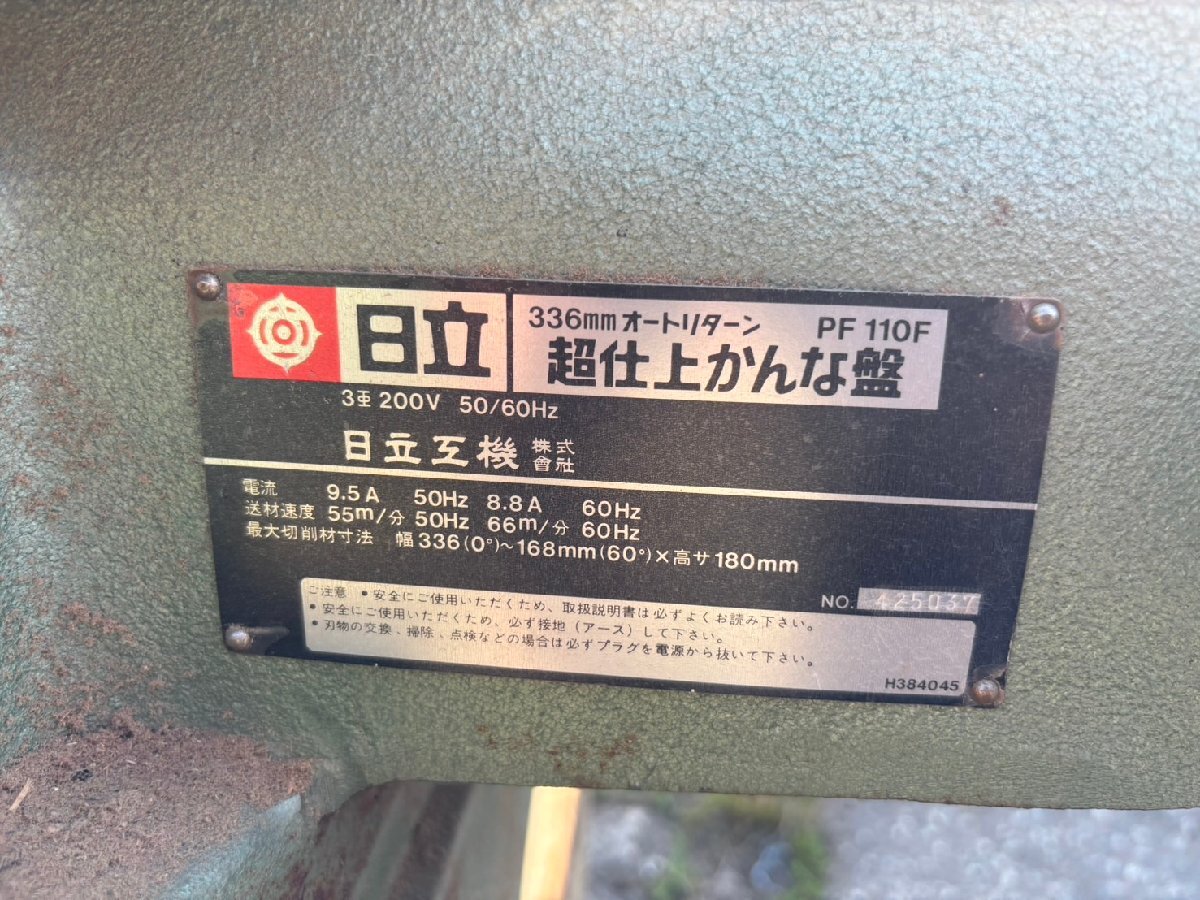 日立
336mm オートリターン PF 110F
超仕上かんな盤
3相 200V 50/60Hz
日立工機 株式會社
電流 9.5A 50Hz 8.8A 60Hz
送材速度 55m/分 50Hz 66m/分 60Hz
最大切削材寸法 幅336(0°)~168mm(60°)×高サ180mm
NO. 425037
ご注意 •安全にご使用いただくため、取扱説明書は必ずよくお読み下さい。
•安全にご使用いただくため、必ず接地(アース)して下さい。
•刃物の交換、掃除、点検などの場合は必ずプラグを電源から抜いて下さい。
H384045